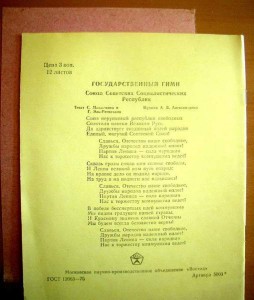 Цена 3 коп.
12 листов
ГОСУДАРСТВЕННЫЙ ГИМН
Союза Советских Социалистических
Республик
Текст С. Михалкова и
Г. Эль-Регистана
Музыка А. В. Александрова
Союз нерушимый республик свободных
Сплотила навеки Великая Русь.
Да здравствует созданный волей народов
Единый, могучий Советский Союз!
Славься, Отечество наше свободное,
Дружбы народов надежный оплот!
Партия Ленина — сила народная
Нас к торжеству коммунизма ведет!
Сквозь грозы сияло нам солнце свободы,
И Ленин великий нам путь озарил:
На правое дело он поднял народы,
На труд и на подвиги нас вдохновил!
Славься, Отечество наше свободное,
Дружбы народов надежный оплот!
Партия Ленина — сила народная
Нас к торжеству коммунизма ведет!
В победе бессмертных идей коммунизма
Мы видим грядущее нашей страны,
И Красному знамени славной Отчизны
Мы будем всегда беззаветно верны!
Славься, Отечество наше свободное,
Дружбы народов надежный оплот!
Партия Ленина — сила народная
Нас к торжеству коммунизма ведет!
Московское научно-производственное объединение
ГОСТ
Артикул